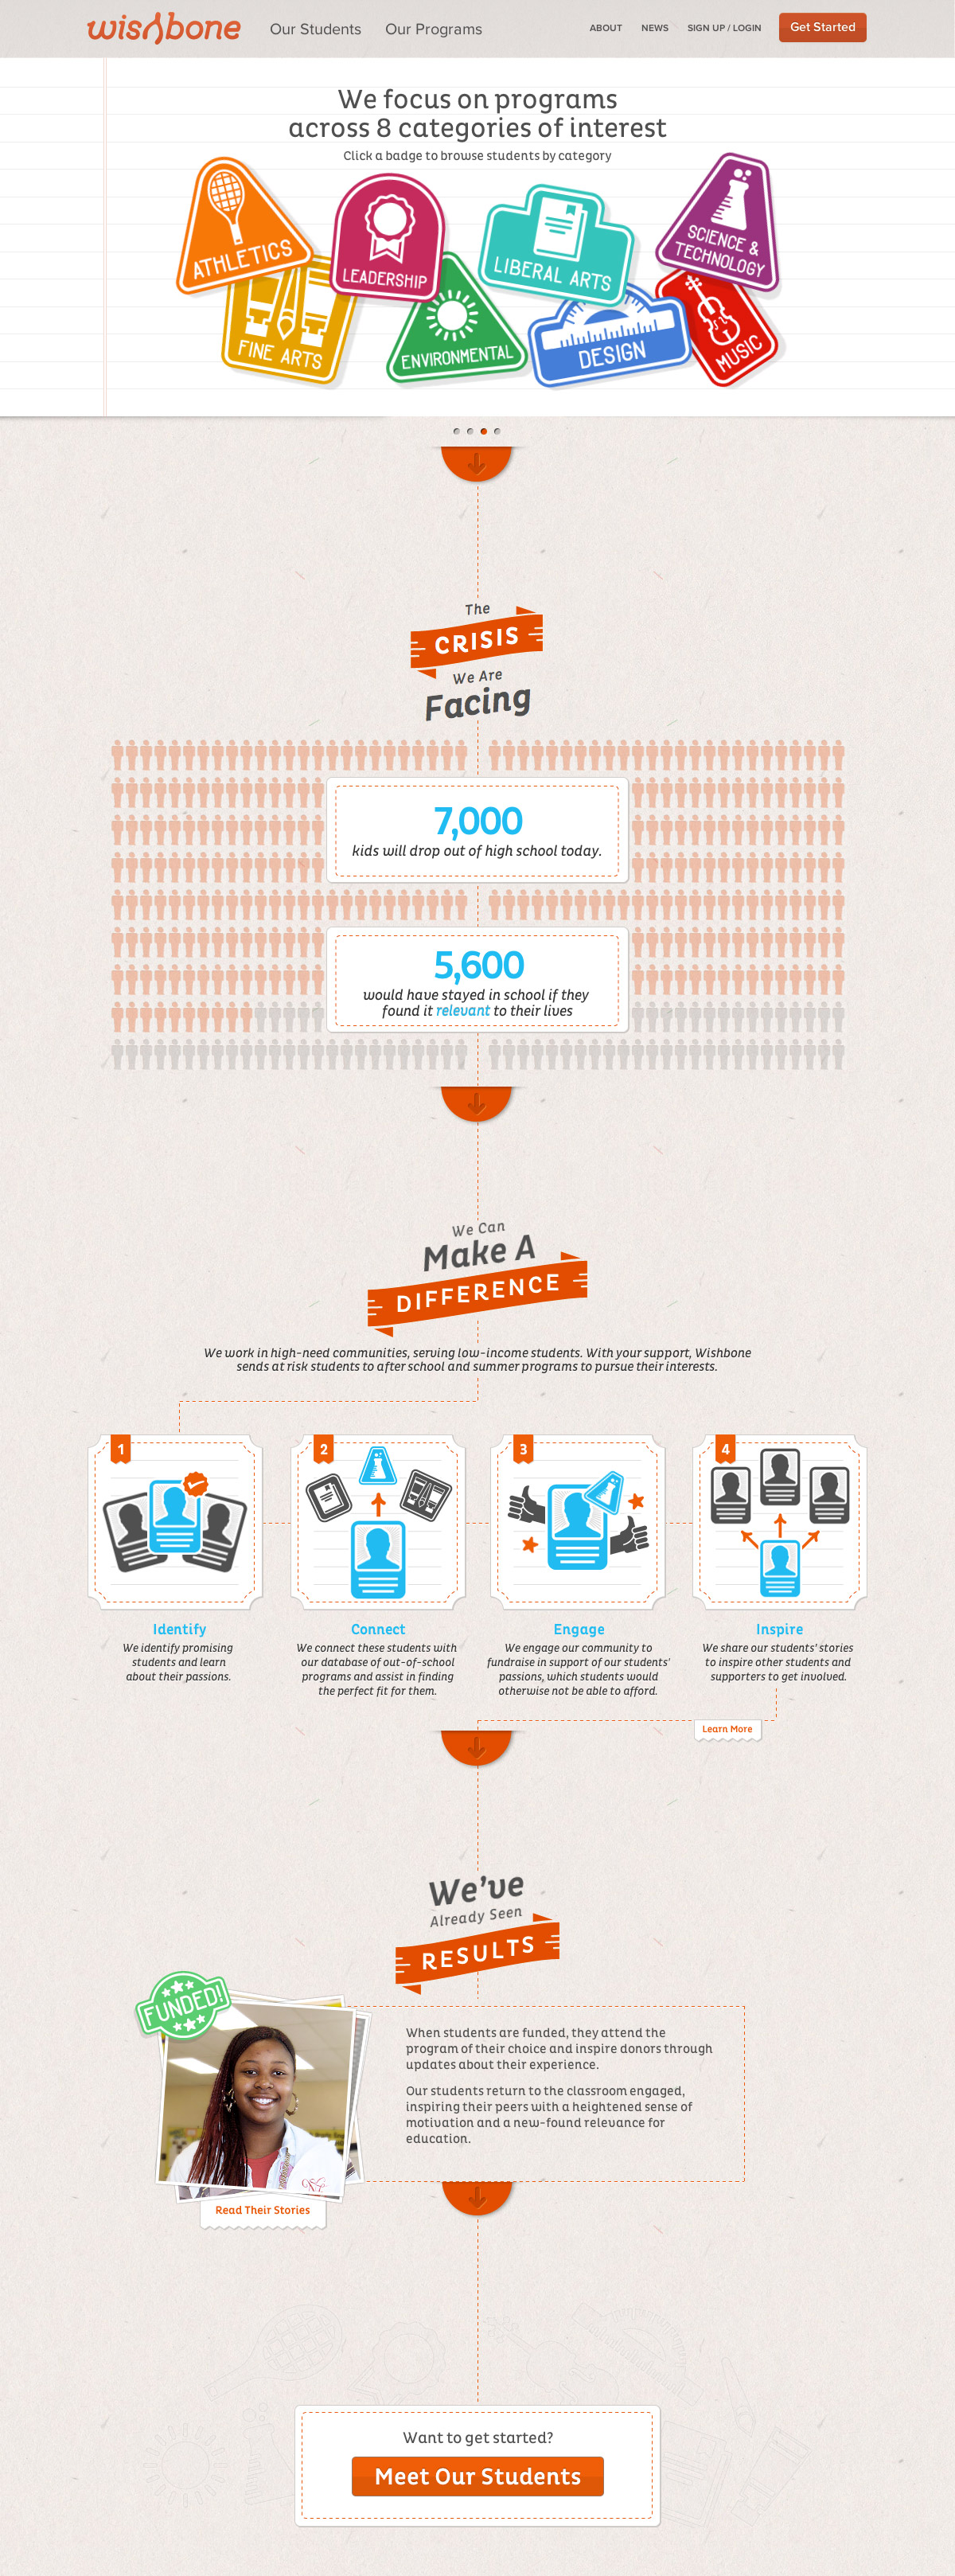 wishbone
Our Students
Our Programs
ABOUT
NEWS
SIGN UP / LOGIN
Get Started
We focus on programs
across 8 categories of interest
Click a badge to browse students by category
ATHLETICS
LEADERSHIP
LIBERAL ARTS
SCIENCE &
TECHNOLOGY
FINE ARTS
ENVIRONMENTAL
DESIGN
MUSIC
The
CRISIS
We Are
Facing
7,000
kids will drop out of high school today.
5,600
would have stayed in school if they
found it relevant to their lives
We Can
Make A
DIFFERENCE
We work in high-need communities, serving low-income students. With your support, Wishbone
sends at risk students to after school and summer programs to pursue their interests.
1
2
3
4
Identify
We identify promising
students and learn
about their passions.
Connect
We connect these students with
our database of out-of-school
programs and assist in finding
the perfect fit for them.
Engage
We engage our community to
fundraise in support of our students'
passions, which students would
otherwise not be able to afford.
Inspire
We share our students' stories
to inspire other students and
supporters to get involved.
Learn More
We've
Already Seen
RESULTS
FUNDED!
When students are funded, they attend the
program of their choice and inspire donors through
updates about their experience.
Our students return to the classroom engaged,
inspiring their peers with a heightened sense of
motivation and a new-found relevance for
education.
Read Their Stories
Want to get started?
Meet Our Students